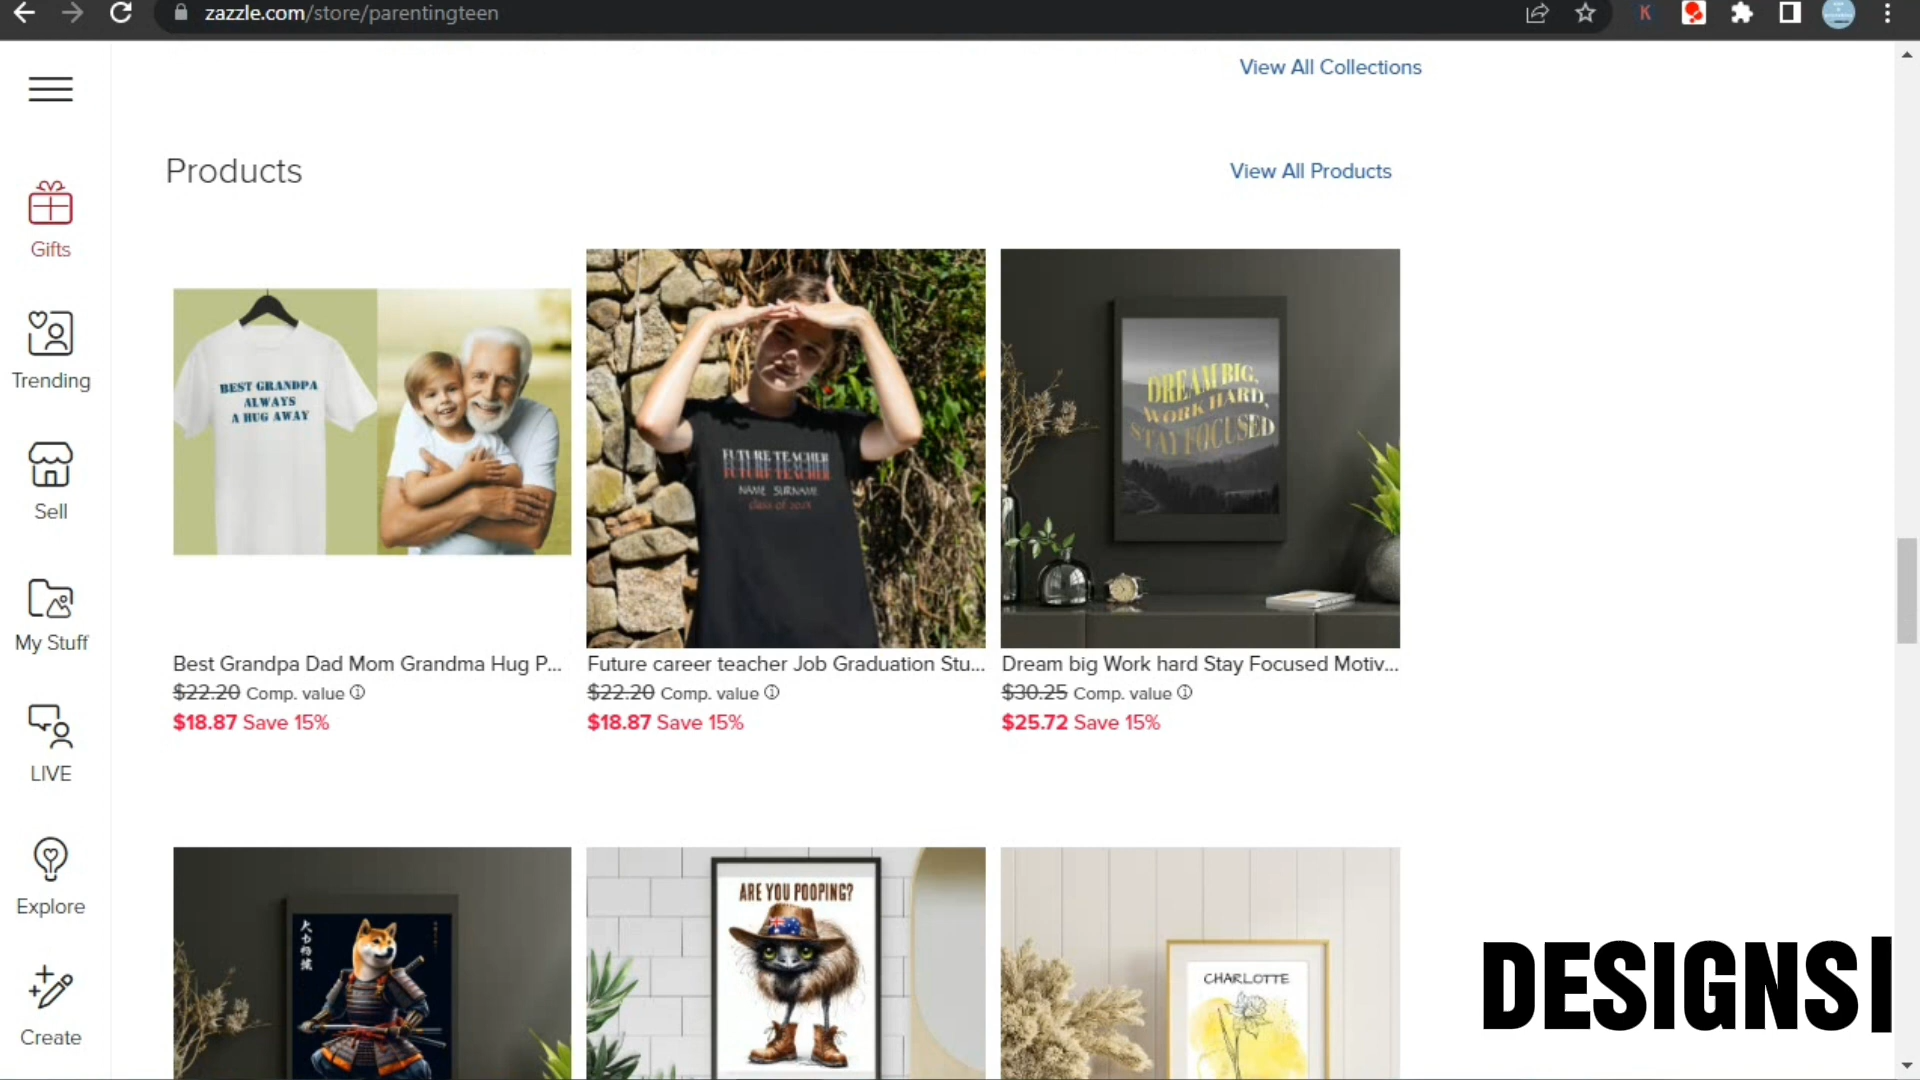 zazzle.com/store/parentingteen
K
View All Collections
Products
View All Products
Gifts
Trending
Sell
My Stuff
LIVE
Explore
Create
BEST GRANDPA
ALWAYS
A HUG AWAY
FUTURE TEACHER
FUTURE TEACHER
NAME SURNAME
class of 202X
DREAM BIG,
WORK HARD,
STAY FOCUSED
Best Grandpa Dad Mom Grandma Hug P...
$22.20 Comp. value
$18.87 Save 15%
Future career teacher Job Graduation Stu...
$22.20 Comp. value
$18.87 Save 15%
Dream big Work hard Stay Focused Motiv...
$30.25 Comp. value
$25.72 Save 15%
ARE YOU POOPING?
CHARLOTTE
DESIGNS